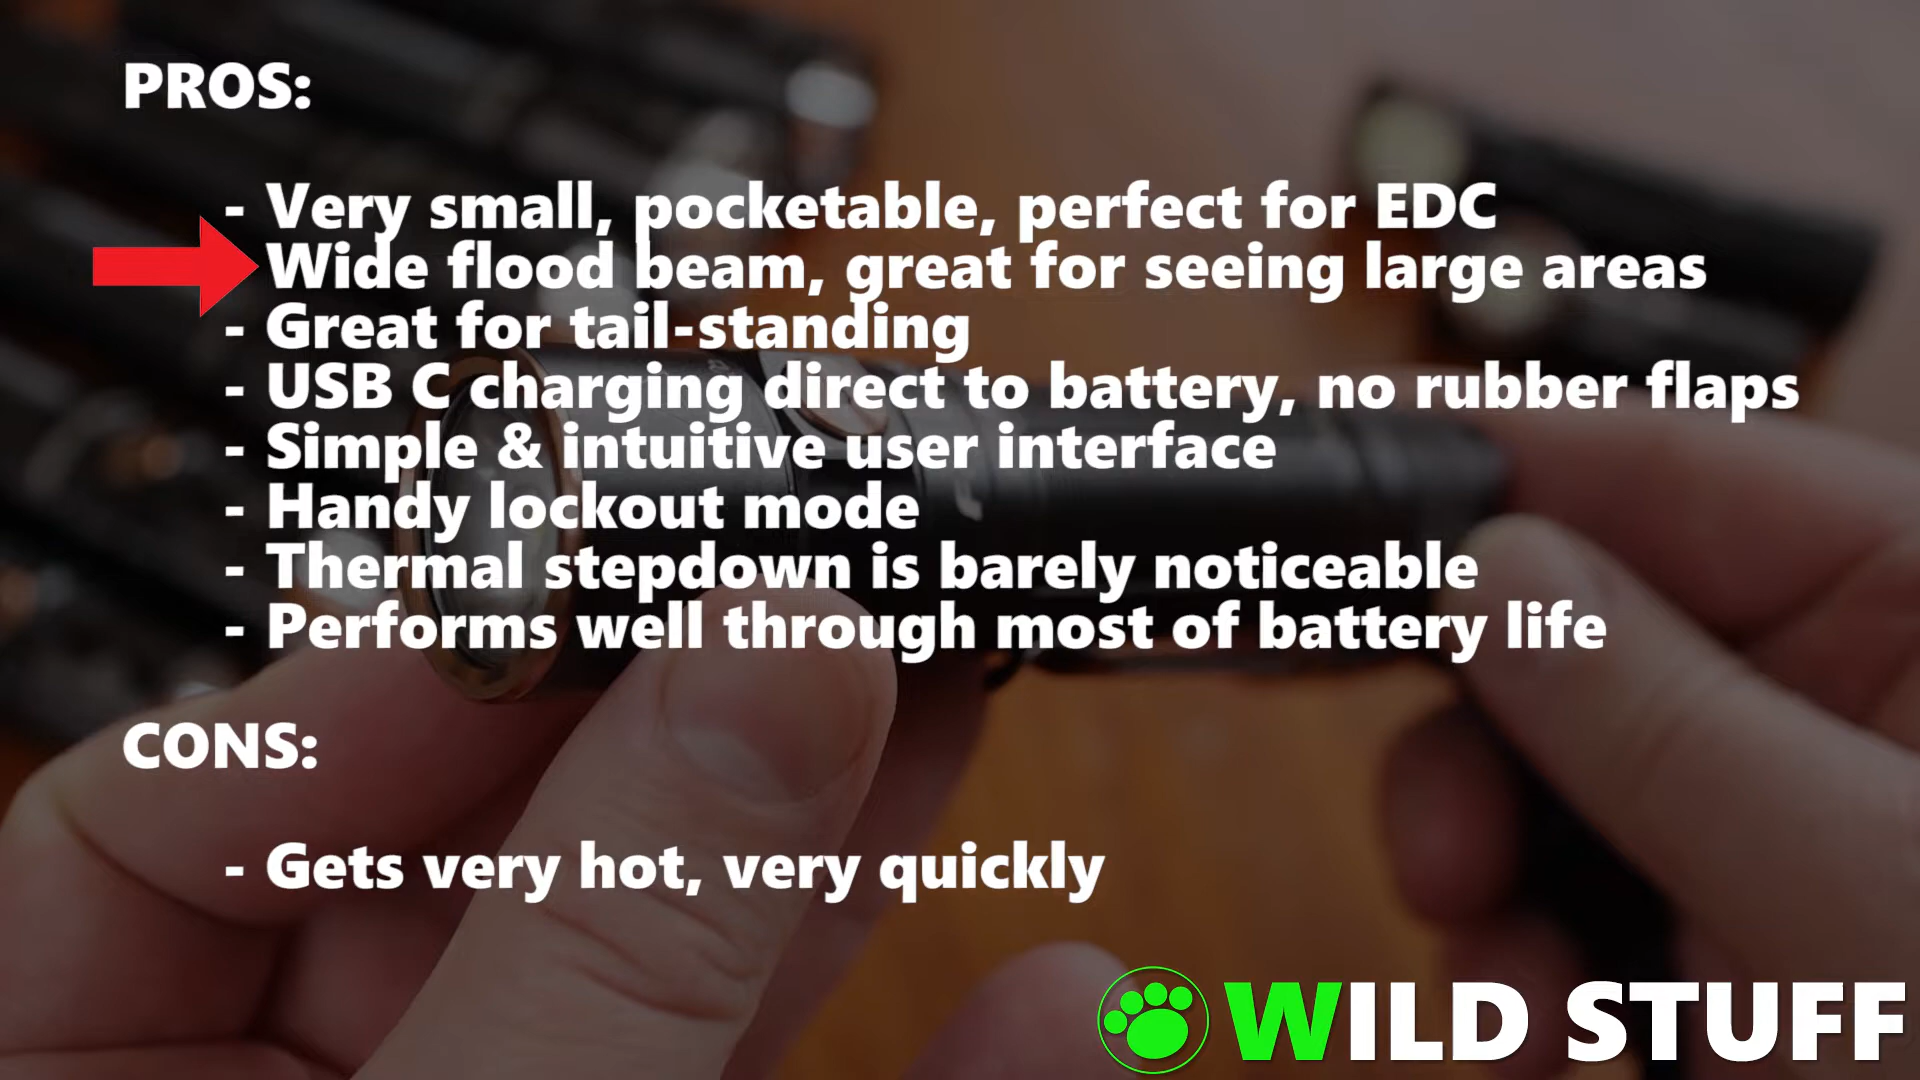 PROS:
- Very small, pocketable, perfect for EDC
Wide flood beam, great for seeing large areas
- Great for tail-standing
- USB C charging direct to battery, no rubber flaps
- Simple & intuitive user interface
- Handy lockout mode
- Thermal stepdown is barely noticeable
- Performs well through most of battery life
CONS:
- Gets very hot, very quickly
WILD STUFF